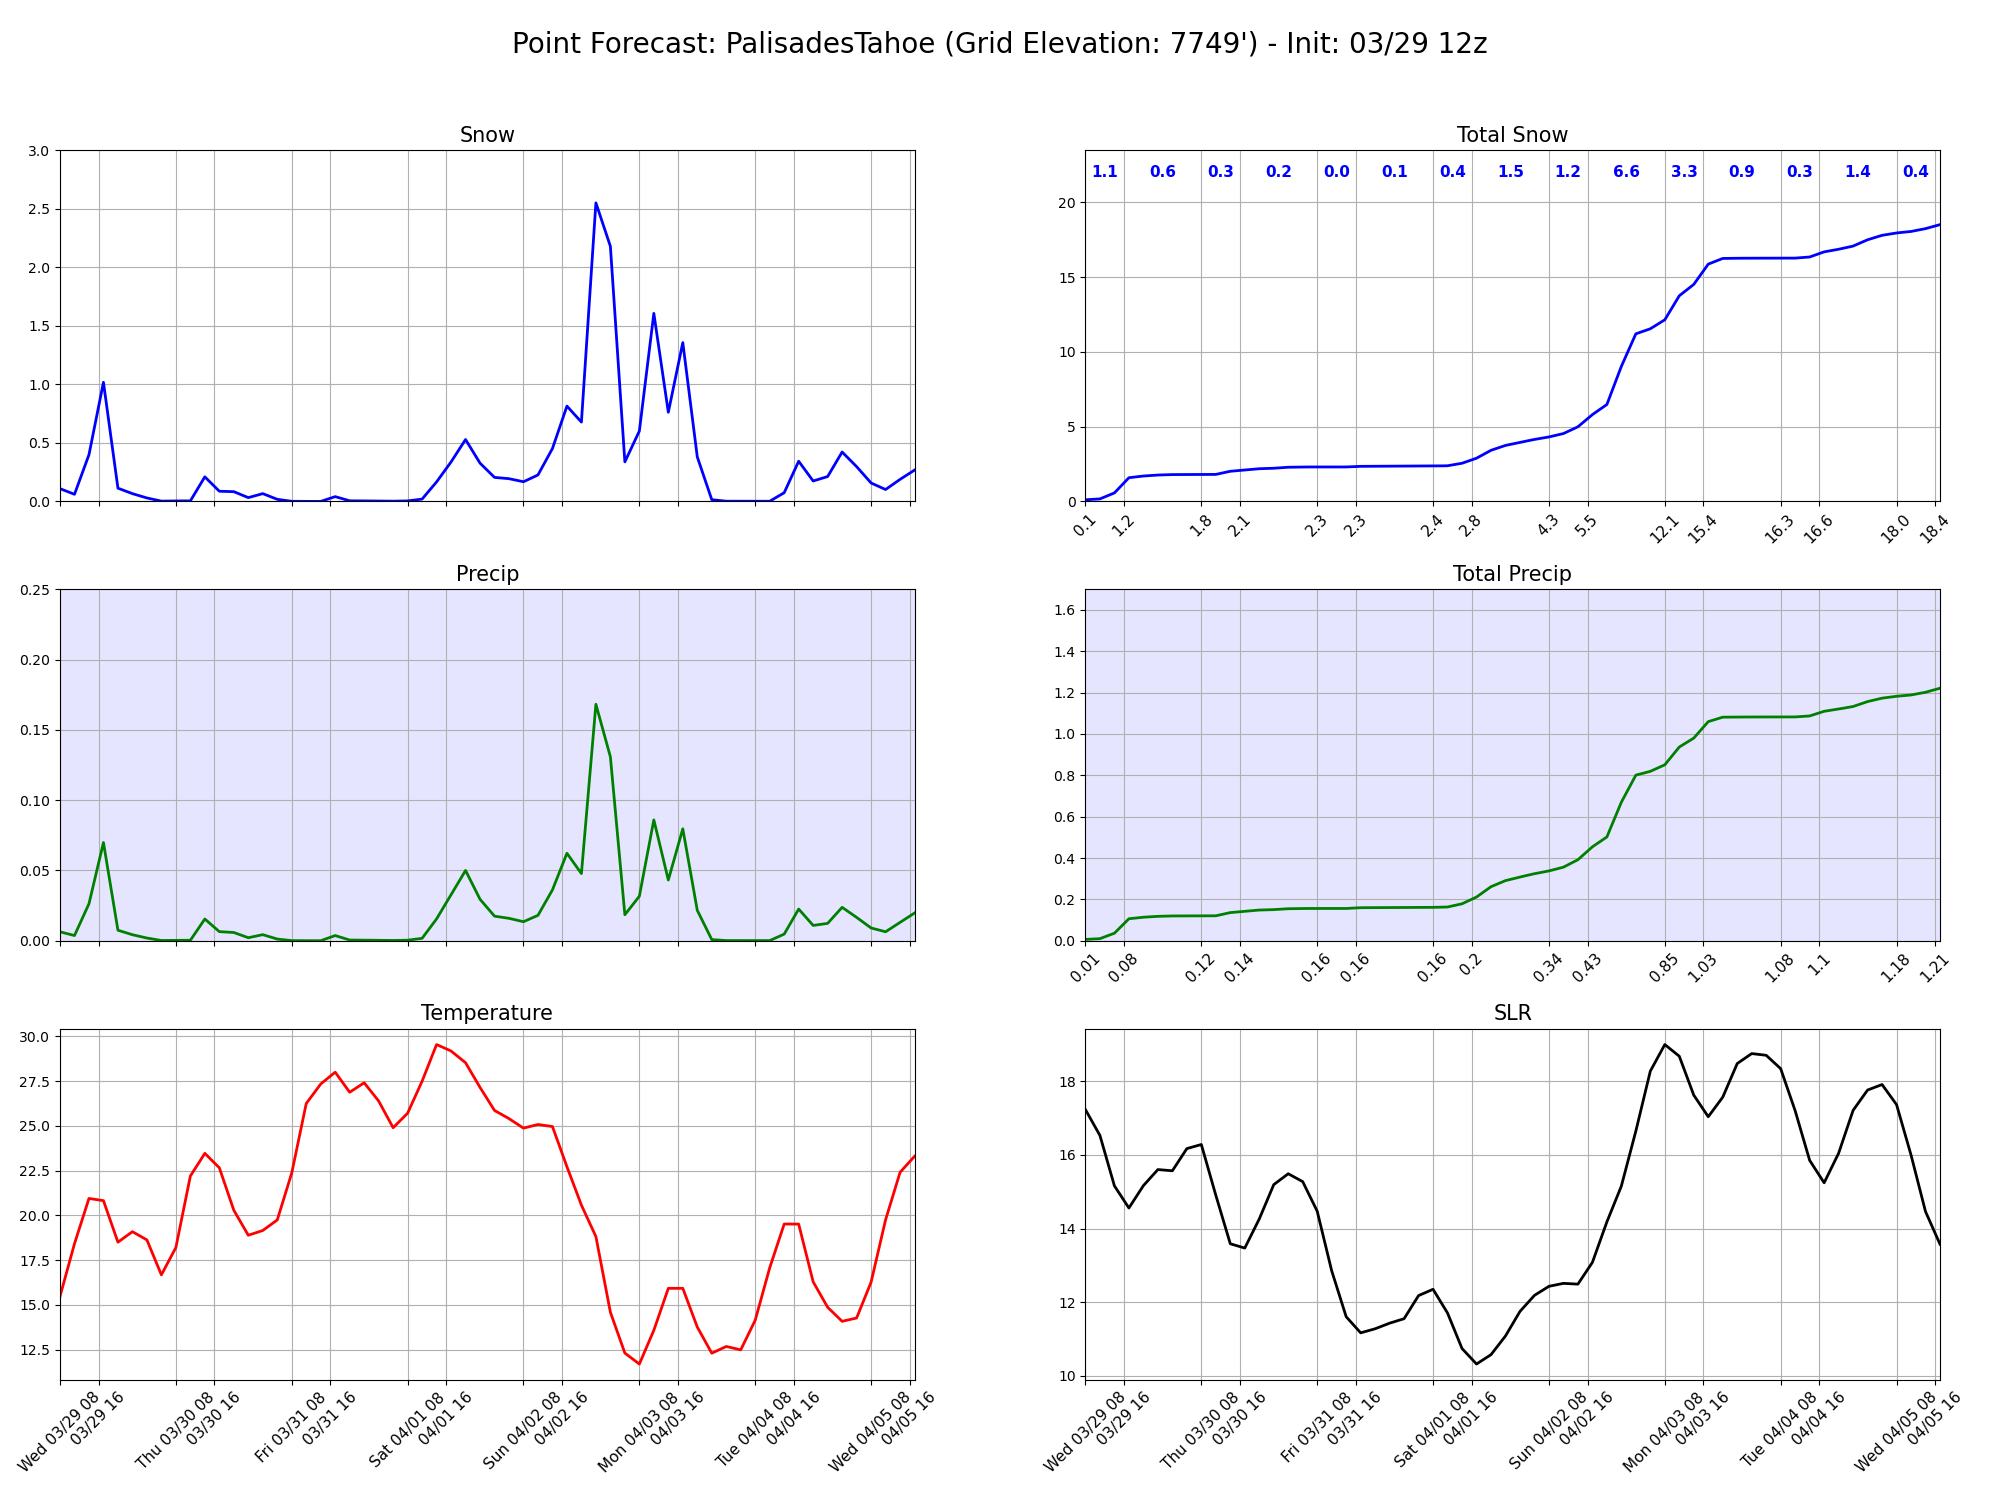 Point Forecast: PalisadesTahoe (Grid Elevation: 7749') - Init: 03/29 12z
Snow
3.0
2.5
2.0
1.5
1.0
0.5
0.0
Total Snow
1.1 0.6 0.3 0.2 0.0 0.1 0.4 1.5 1.2 6.6 3.3 0.9 0.3 1.4 0.4
20
15
10
5
0
0.1 1.2 1.8 2.1 2.3 2.3 2.4 2.8 4.3 5.5 12.1 15.4 16.3 16.6 18.0 18.4
Precip
0.25
0.20
0.15
0.10
0.05
0.00
Total Precip
1.6
1.4
1.2
1.0
0.8
0.6
0.4
0.2
0.0
0.01 0.08 0.12 0.14 0.16 0.16 0.16 0.2 0.34 0.43 0.85 1.03 1.08 1.1 1.18 1.21
Temperature
30.0
27.5
25.0
22.5
20.0
17.5
15.0
12.5
Wed 03/29 08
03/29 16
Thu 03/30 08
03/30 16
Fri 03/31 08
03/31 16
Sat 04/01 08
04/01 16
Sun 04/02 08
04/02 16
Mon 04/03 08
04/03 16
Tue 04/04 08
04/04 16
Wed 04/05 08
04/05 16
SLR
18
16
14
12
10
Wed 03/29 08
03/29 16
Thu 03/30 08
03/30 16
Fri 03/31 08
03/31 16
Sat 04/01 08
04/01 16
Sun 04/02 08
04/02 16
Mon 04/03 08
04/03 16
Tue 04/04 08
04/04 16
Wed 04/05 08
04/05 16